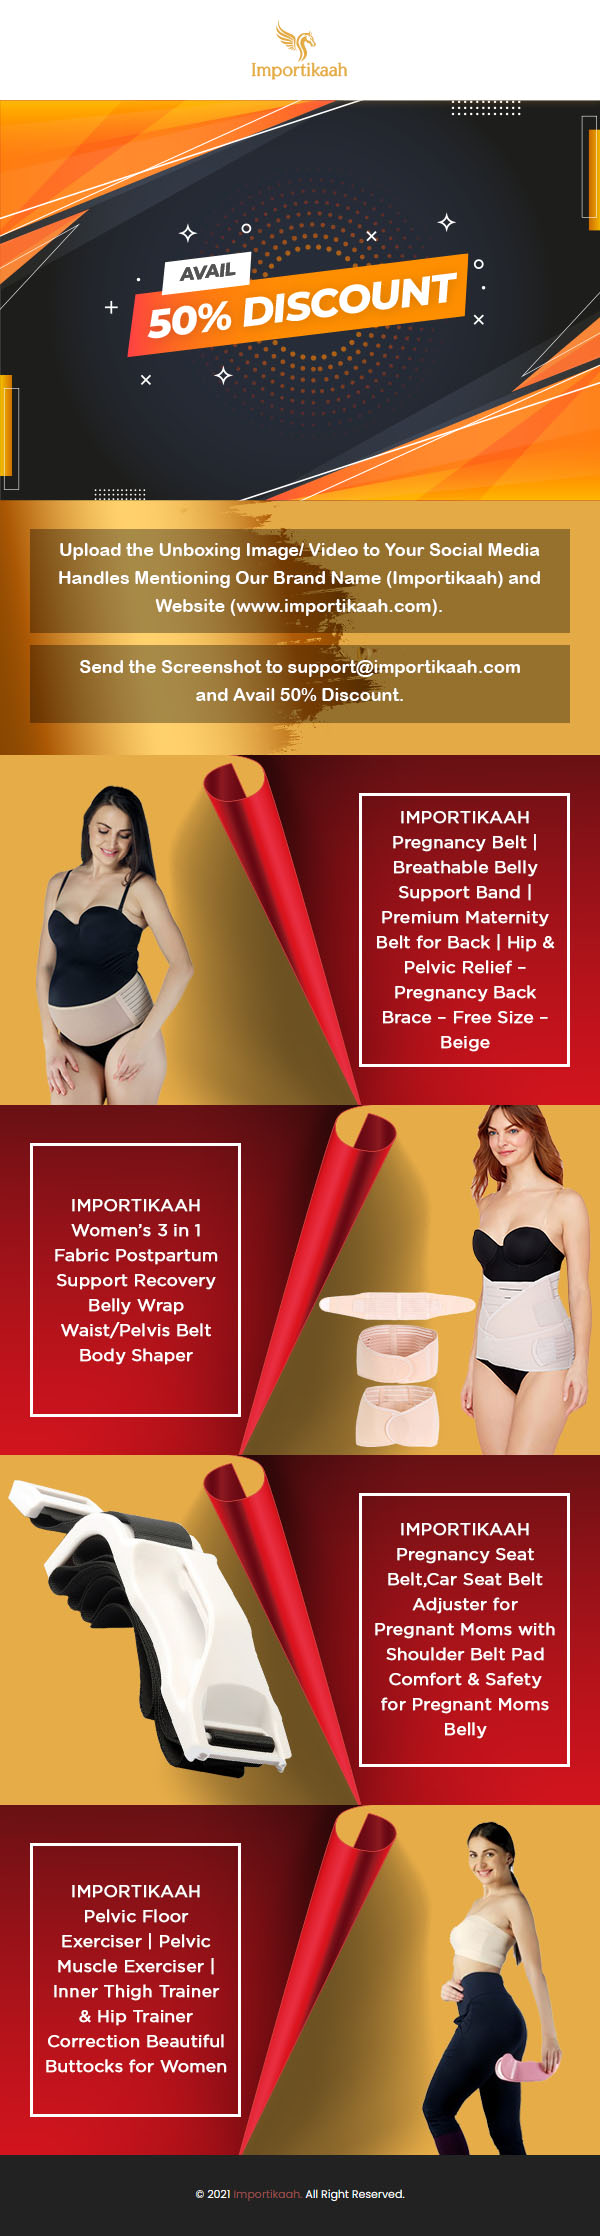 Importikaah
AVAIL
50% DISCOUNT
Upload the Unboxing Image/ Video to Your Social Media
Handles Mentioning Our Brand Name (Importikaah) and
Website (www.importikaah.com).
Send the Screenshot to support@importikaah.com
and Avail 50% Discount.
IMPORTIKAAH
Pregnancy Belt |
Breathable Belly
Support Band |
Premium Maternity
Belt for Back | Hip &
Pelvic Relief –
Pregnancy Back
Brace – Free Size –
Beige
IMPORTIKAAH
Women’s 3 in 1
Fabric Postpartum
Support Recovery
Belly Wrap
Waist/Pelvis Belt
Body Shaper
IMPORTIKAAH
Pregnancy Seat
Belt,Car Seat Belt
Adjuster for
Pregnant Moms with
Shoulder Belt Pad
Comfort & Safety
for Pregnant Moms
Belly
IMPORTIKAAH
Pelvic Floor
Exerciser | Pelvic
Muscle Exerciser |
Inner Thigh Trainer
& Hip Trainer
Correction Beautiful
Buttocks for Women
© 2021 Importikaah. All Right Reserved.